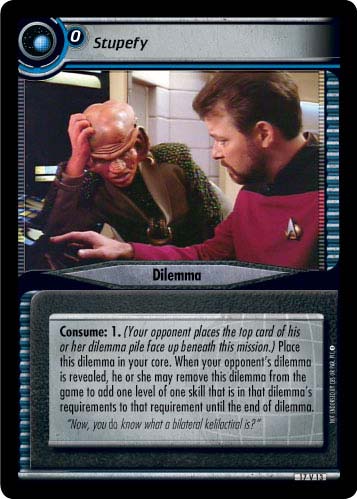 0
Stupefy
Dilemma
Consume: 1. (Your opponent places the top card of his
or her dilemma pile face up beneath this mission.) Place
this dilemma in your core. When your opponent's dilemma
is revealed, he or she may remove this dilemma from the
game to add one level of one skill that is in that dilemma's
requirements to that requirement until the end of dilemma.
"Now, you do know what a bilateral kelilactiral is?"
17 V 13